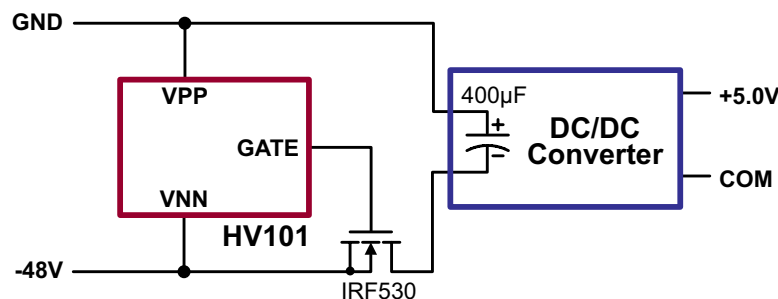 GND
VPP
GATE
VNN
HV101
-48V
IRF530
400µF
+
−
DC/DC
Converter
+5.0V
COM